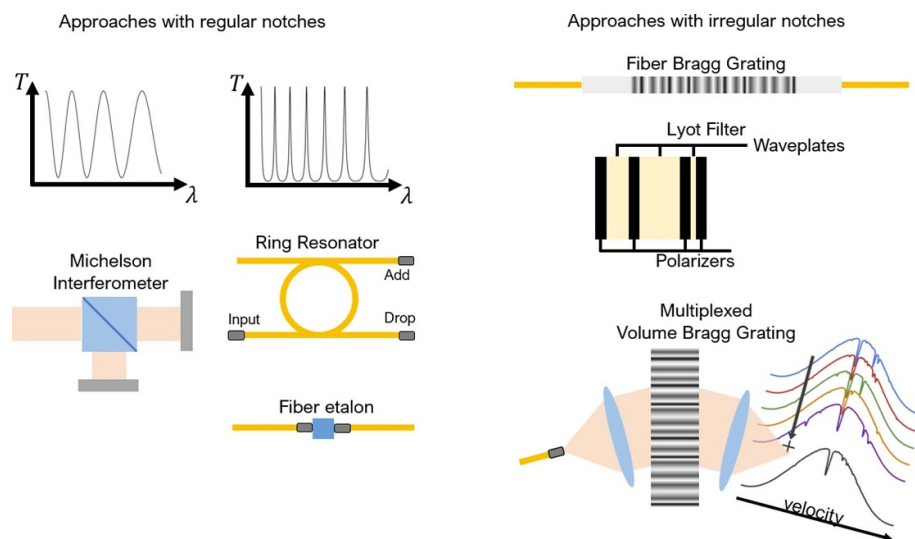 Approaches with regular notches
T
λ
T
λ
Michelson
Interferometer
Ring Resonator
Add
Input
Drop
Fiber etalon
Approaches with irregular notches
Fiber Bragg Grating
Lyot Filter
Waveplates
Polarizers
Multiplexed
Volume Bragg Grating
+
velocity